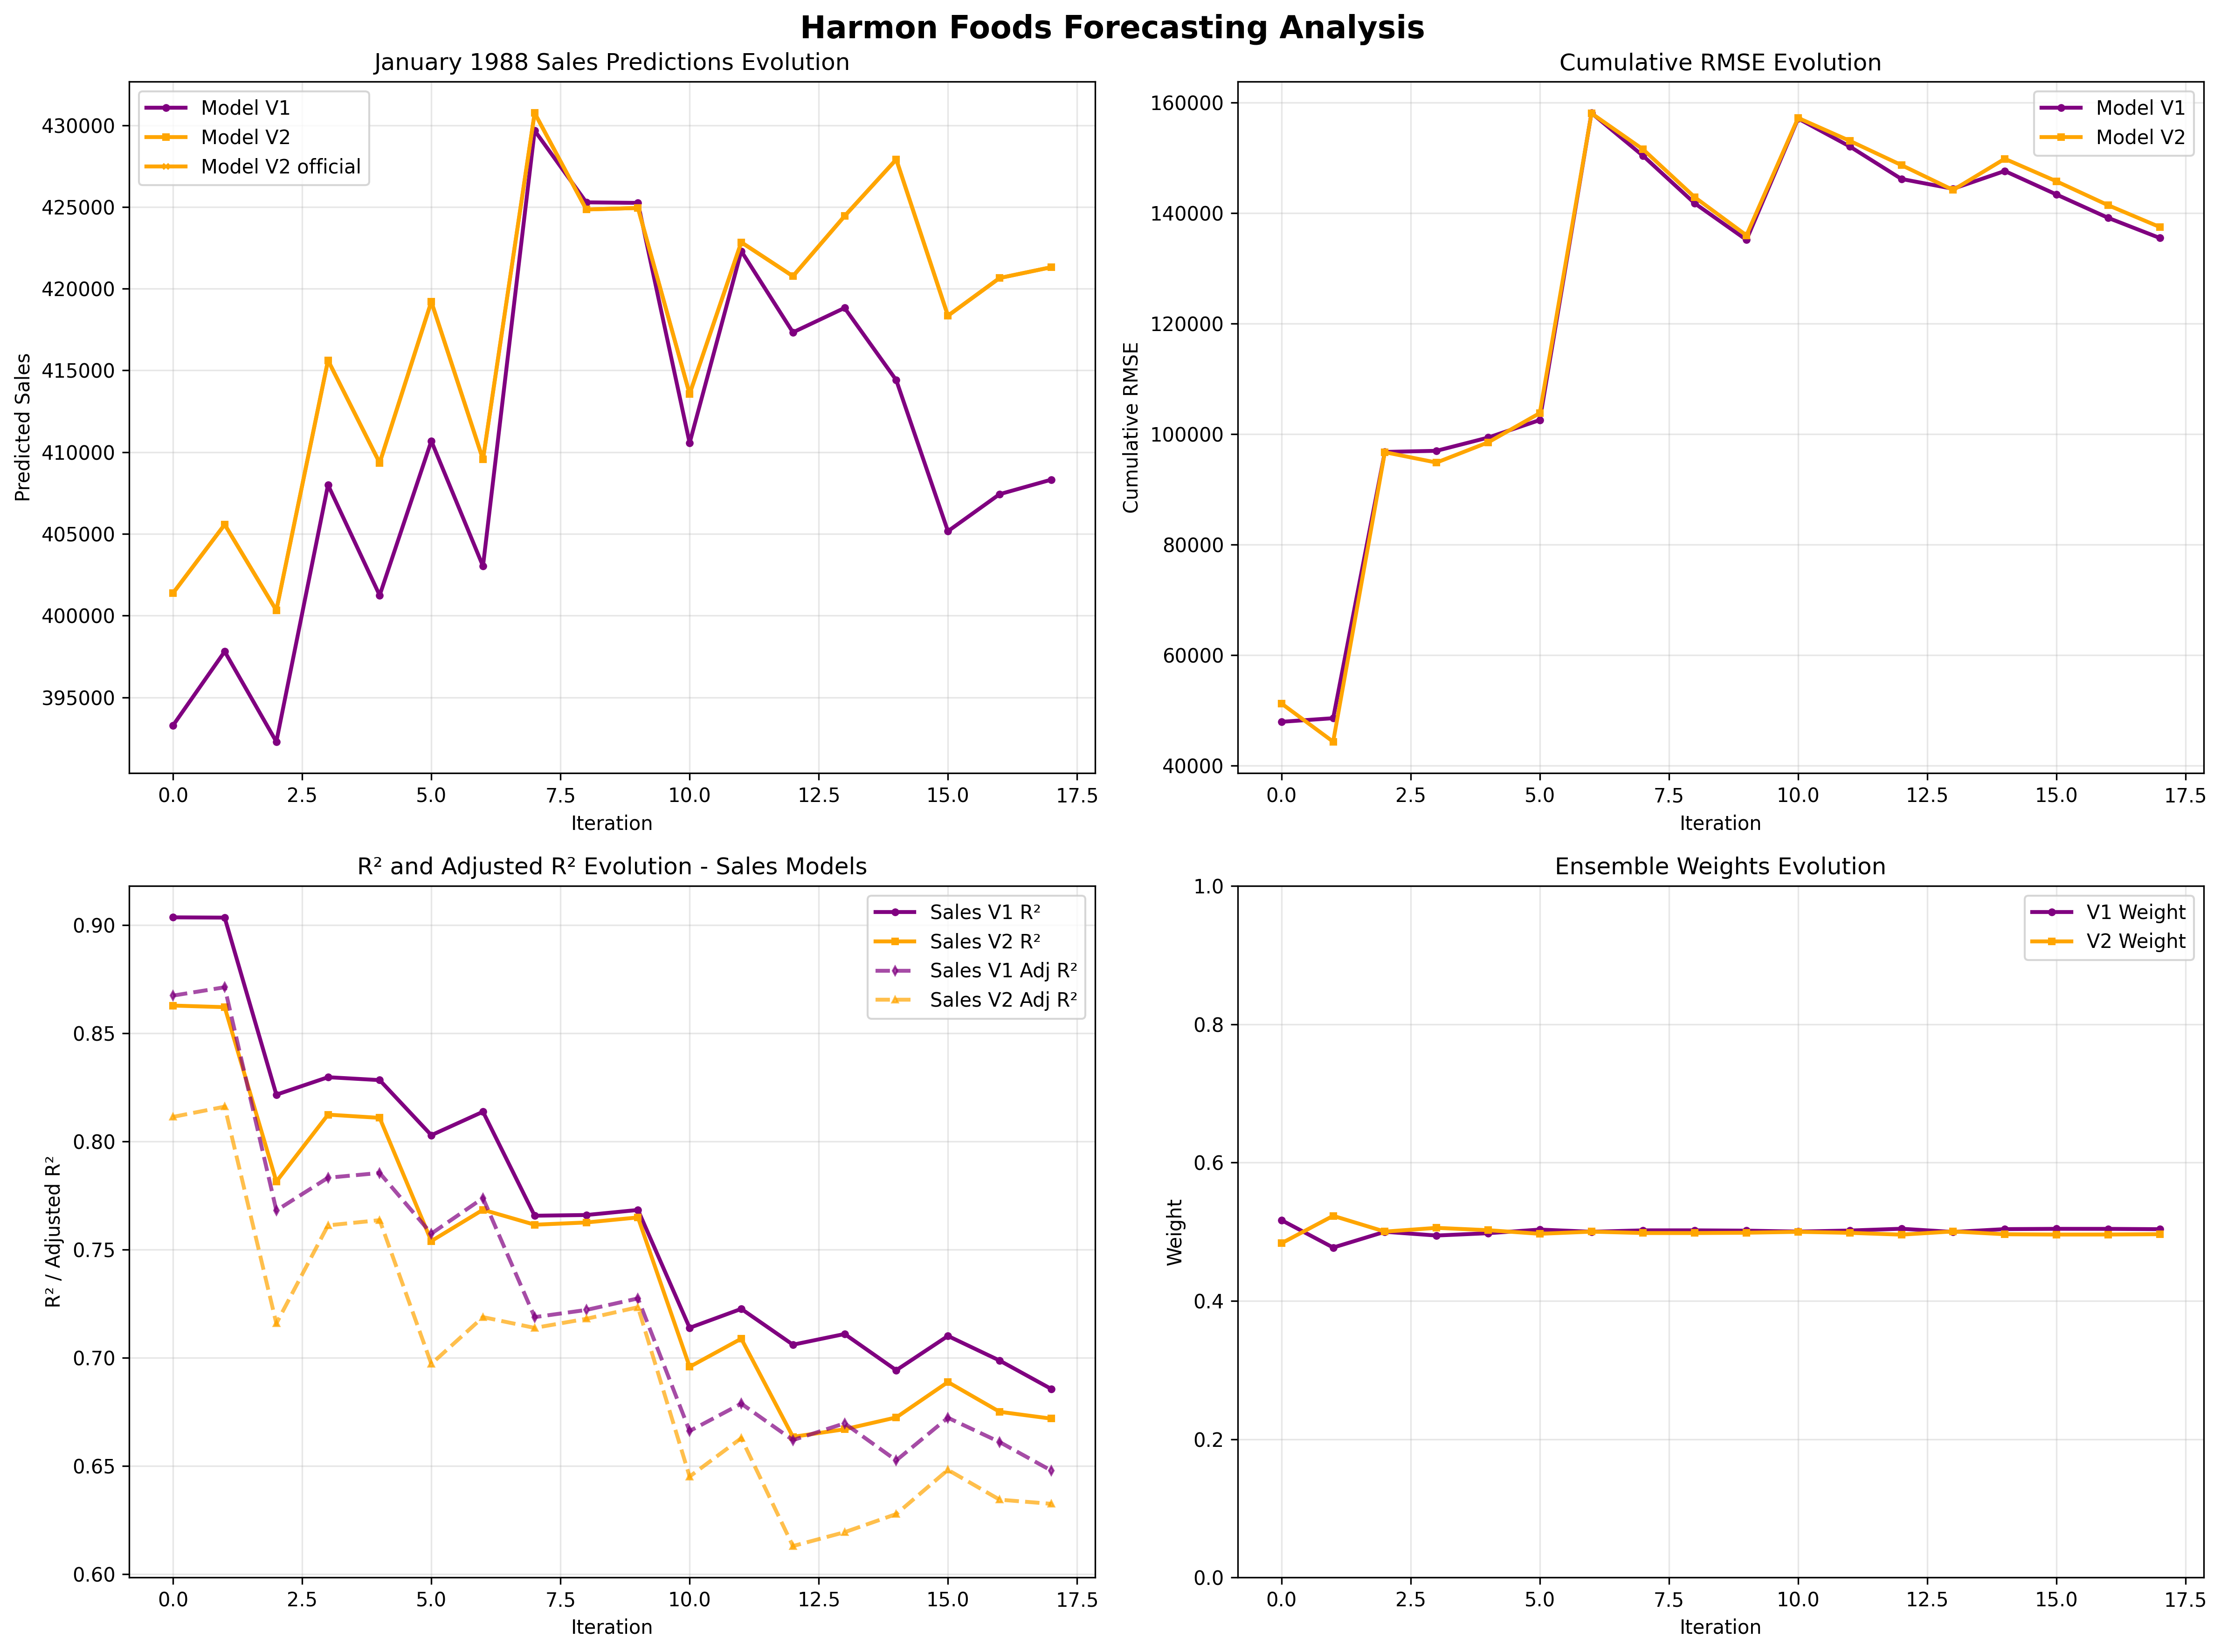 Harmon Foods Forecasting Analysis
January 1988 Sales Predictions Evolution
Model V1
Model V2
Model V2 official
Predicted Sales
430000
425000
420000
415000
410000
405000
400000
395000
0.0 2.5 5.0 7.5 10.0 12.5 15.0 17.5
Iteration
Cumulative RMSE Evolution
Model V1
Model V2
Cumulative RMSE
160000
140000
120000
100000
80000
60000
40000
0.0 2.5 5.0 7.5 10.0 12.5 15.0 17.5
Iteration
R² and Adjusted R² Evolution - Sales Models
Sales V1 R²
Sales V2 R²
Sales V1 Adj R²
Sales V2 Adj R²
R² / Adjusted R²
0.90
0.85
0.80
0.75
0.70
0.65
0.60
0.0 2.5 5.0 7.5 10.0 12.5 15.0 17.5
Iteration
Ensemble Weights Evolution
V1 Weight
V2 Weight
Weight
1.0
0.8
0.6
0.4
0.2
0.0
0.0 2.5 5.0 7.5 10.0 12.5 15.0 17.5
Iteration